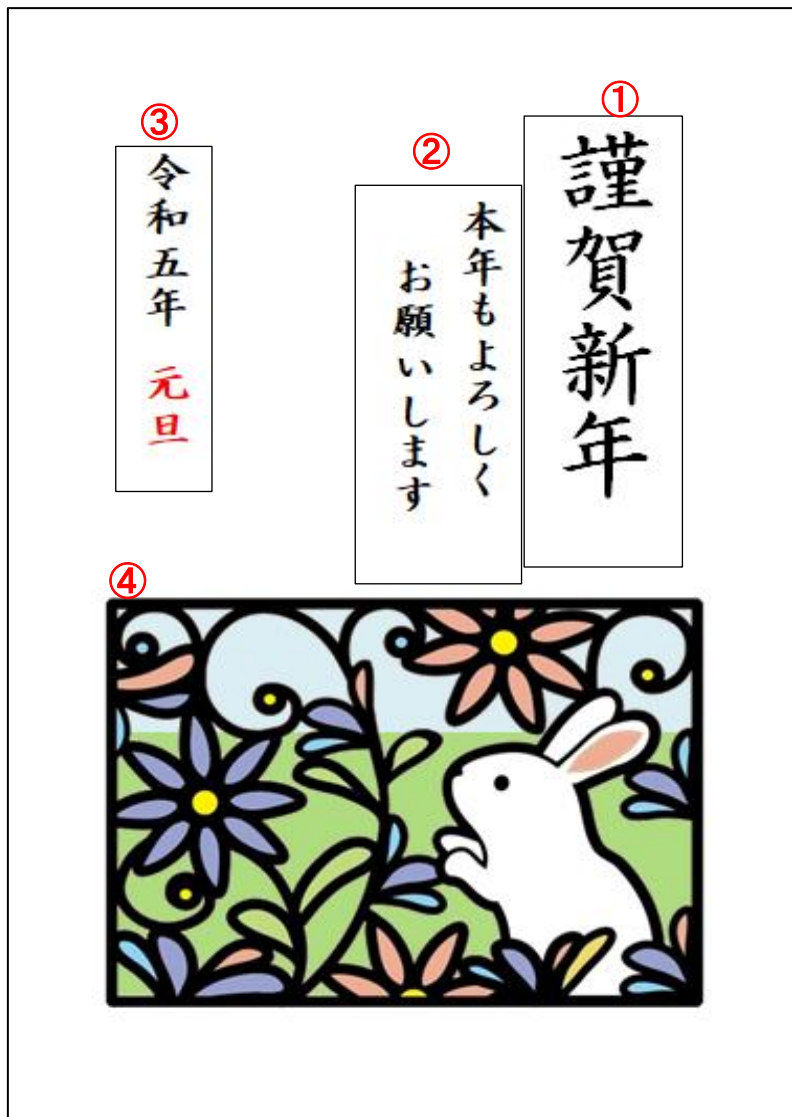 ①
謹賀新年
②
本年もよろしく
お願いします
③
令和五年 元旦
④